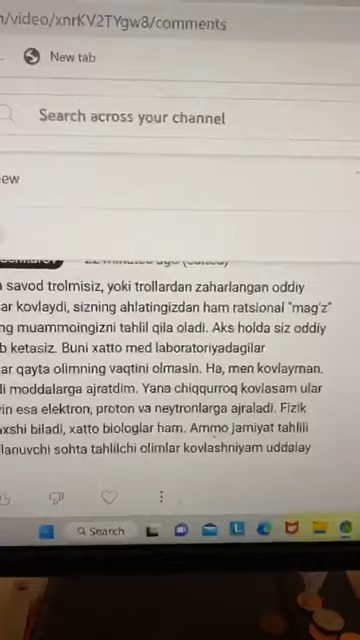 /video/xnrKV2TYgw8/comments
New tab
Search across your channel
ew
savod trolmisiz, yoki trollardan zaharlangan oddiy
ar kovlaydi, sizning ahlatingizdan ham ratsional "mag'z"
ng muammoingizni tahlil qila oladi. Aks holda siz oddiy
b ketasiz. Buni xatto med laboratoriyadagilar
ar qayta olimning vaqtini olmasin. Ha, men kovlayman.
li moddalarga ajratdim. Yana chiqqurroq kovlasam ular
in esa elektron, proton va neytronlarga ajraladi. Fizik
xshi biladi, xatto biologlar ham. Ammo jamiyat tahlili
lanuvchi sohta tahlilchi olimlar kovlashniyam uddalay
Search